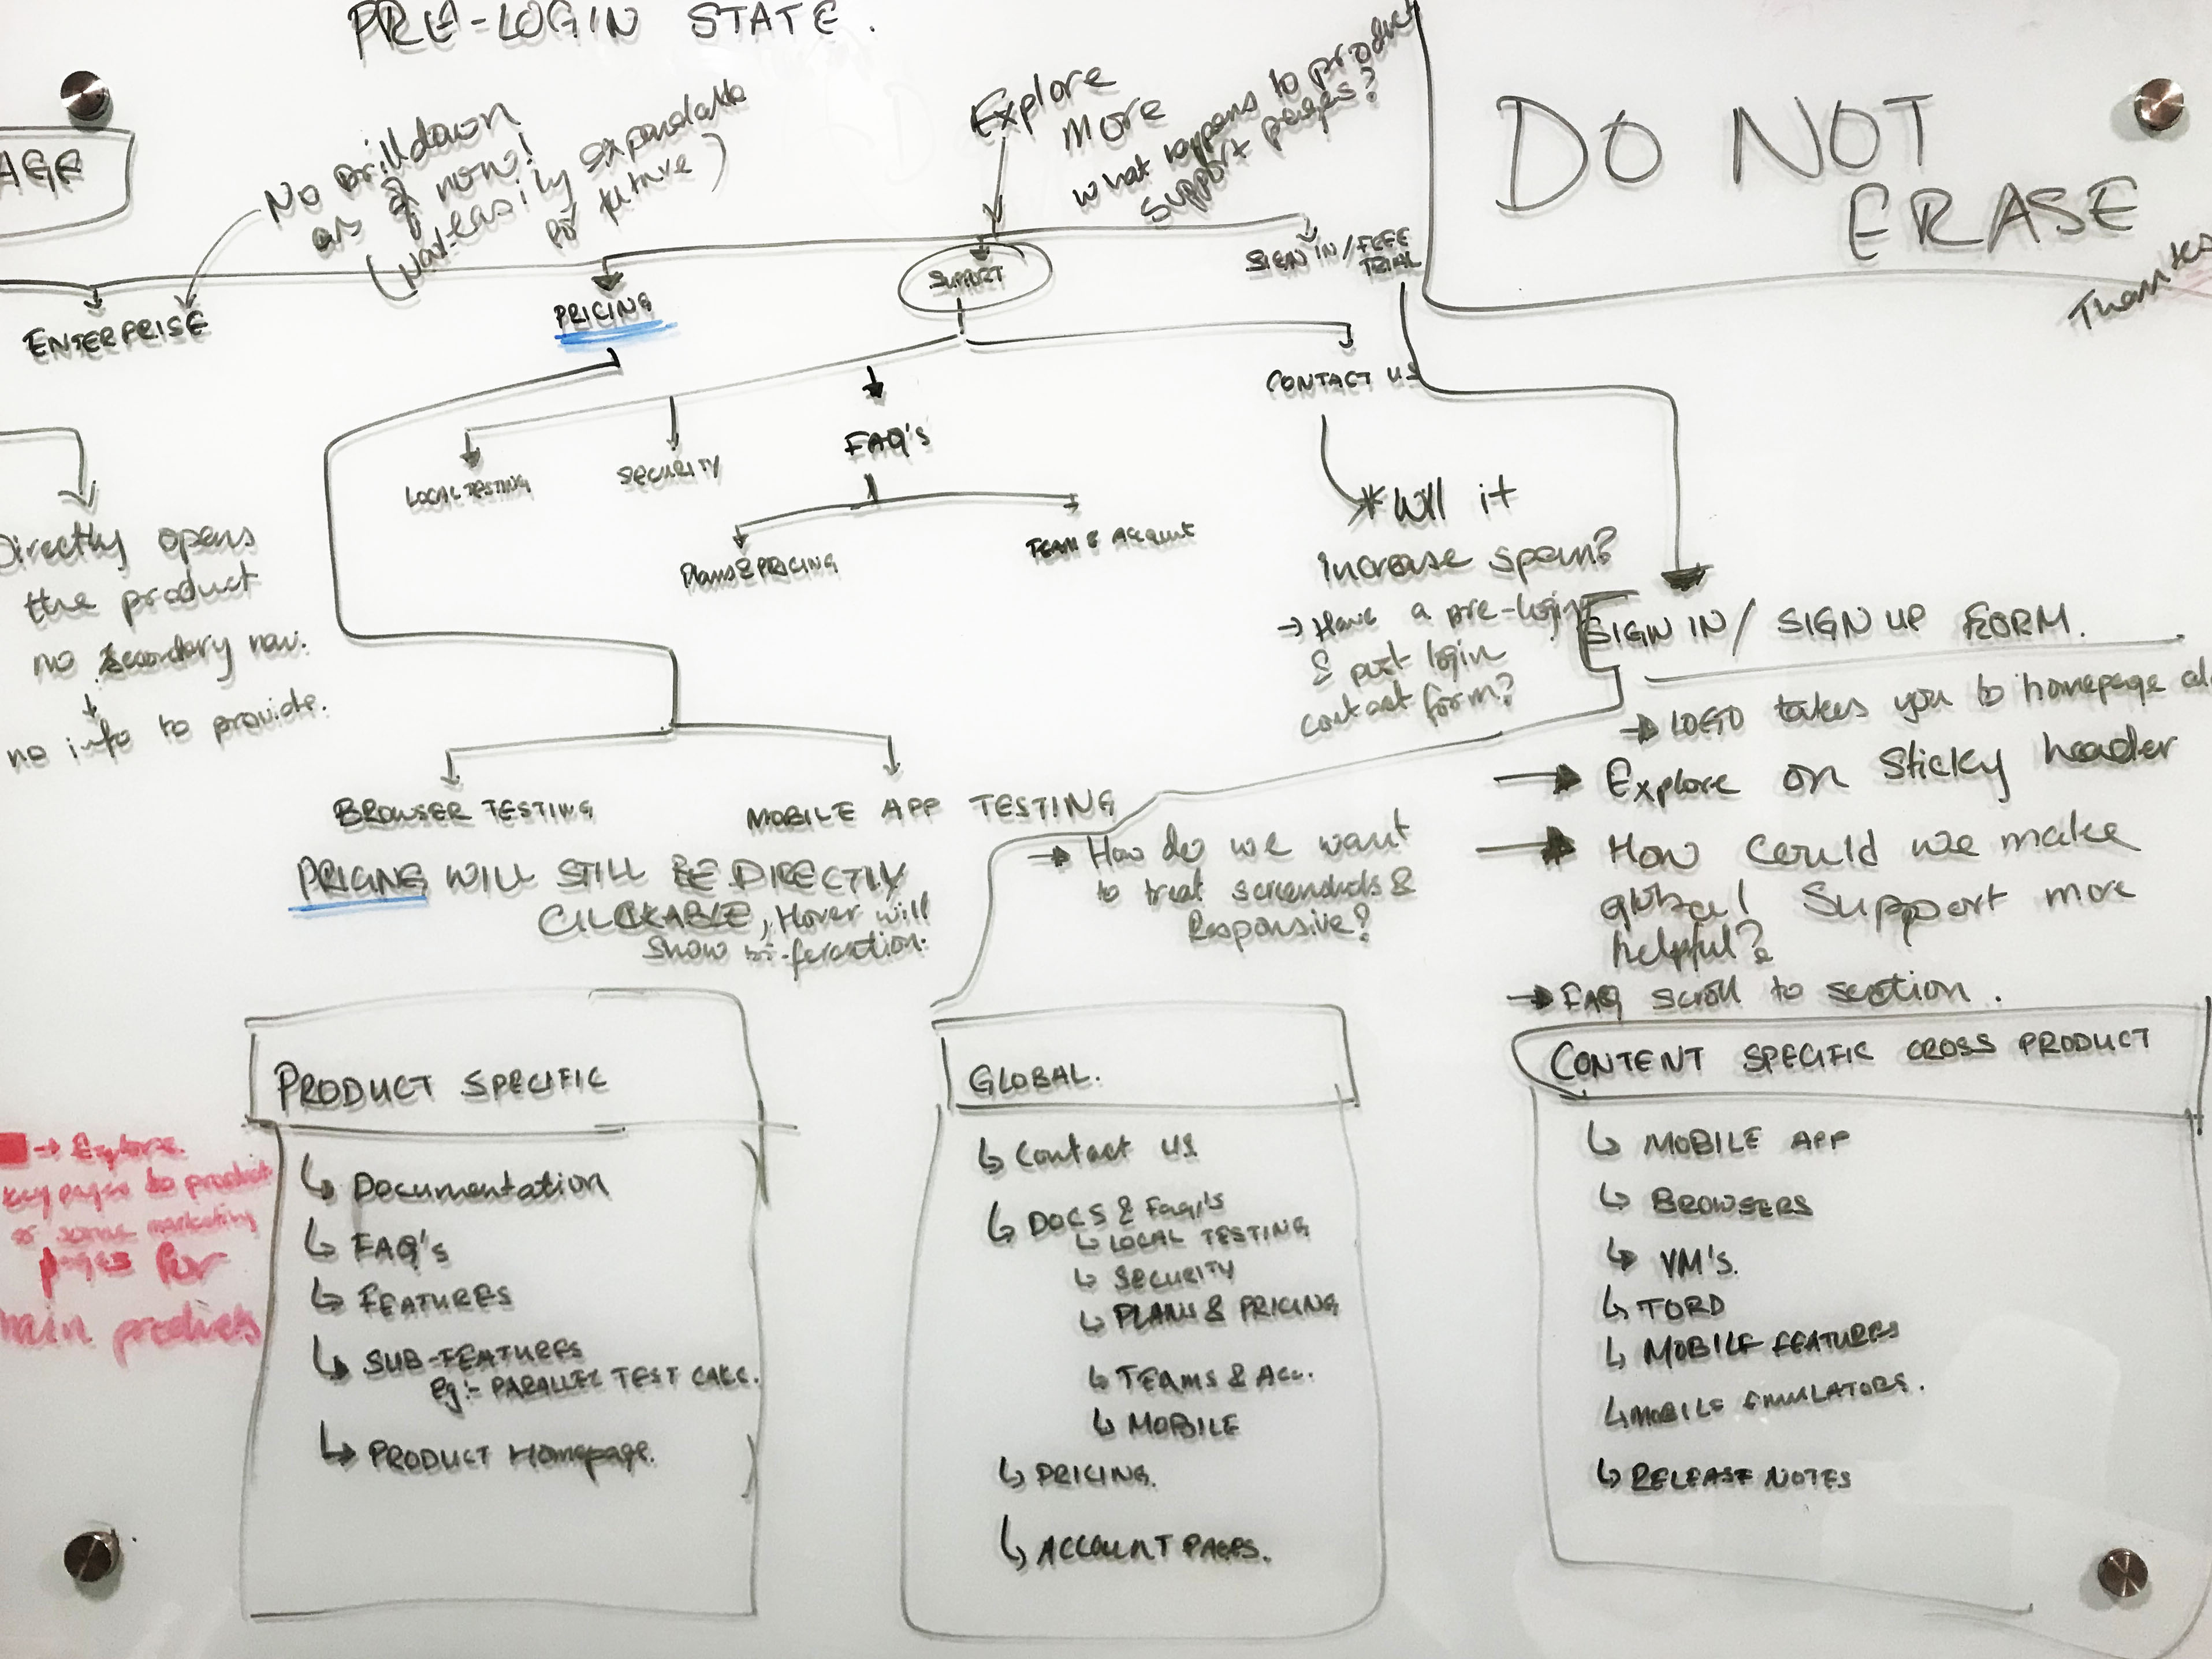 PRE-LOGIN STATE.
AGE
No Drilldown
as of now!
(Not easily expandable
for future)
Explore
More
what happens to product
support pages?
DO NOT
ERASE
Thanks
ENTERPRISE
PRICING
SUPPORT
SIGN IN / FREE
TRIAL
CONTACT US
LOCAL TESTING
SECURITY
FAQ'S
Plans & PRICING
TEAM & Account
Directly opens
the product
no secondary nav.
no info to provide.
* Will it
increase spam?
→ Have a pre-login
& post login
contact form?
SIGN IN / SIGN UP FORM.
→ LOGO takes you to homepage
→ Explore on Sticky header
→ How could we make
global Support more
helpful?
→ FAQ scroll to section.
BROWSER TESTING
MOBILE APP TESTING
PRICING WILL STILL BE DIRECTLY
CLICKABLE, Hover will
show bi-fercation.
→ How do we want
to treat screenshots &
Responsive?
PRODUCT SPECIFIC
↳ Documentation
↳ FAQ's
↳ FEATURES
↳ SUB-FEATURES
Eg:- PARALLEL TEST CALC.
↳ PRODUCT Homepage.
GLOBAL.
↳ Contact US
↳ DOCS & Faq's
↳ LOCAL TESTING
↳ SECURITY
↳ PLANS & PRICING
↳ TEAMS & Acc.
↳ MOBILE
↳ PRICING.
↳ ACCOUNT PAGES.
CONTENT SPECIFIC CROSS PRODUCT
↳ MOBILE APP
↳ BROWSERS
↳ VM'S.
↳ TORD
↳ MOBILE FEATURES
↳ MOBILE EMULATORS.
↳ RELEASE NOTES
→ Explore.
key pages to product
or some marketing
pages for
main products